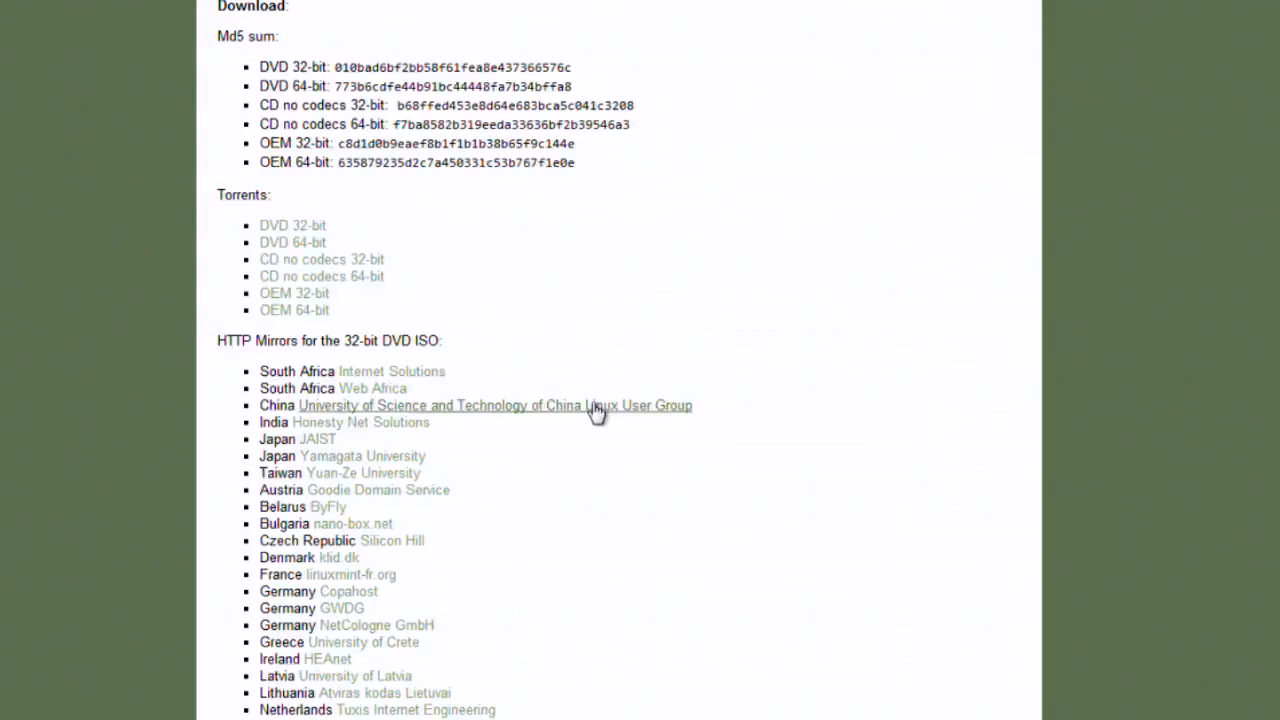 Download:
Md5 sum:
DVD 32-bit: 010bad6bf2bb58f61fea8e437366576c
DVD 64-bit: 773b6cdfe44b91bc44448fa7b34bffa8
CD no codecs 32-bit: b68ffed453e8d64e683bca5c041c3208
CD no codecs 64-bit: f7ba8582b319eeda33636bf2b39546a3
OEM 32-bit: c8d1d0b9eaef8b1f1b1b38b65f9c144e
OEM 64-bit: 635879235d2c7a450331c53b767f1e0e
Torrents:
DVD 32-bit
DVD 64-bit
CD no codecs 32-bit
CD no codecs 64-bit
OEM 32-bit
OEM 64-bit
HTTP Mirrors for the 32-bit DVD ISO:
South Africa Internet Solutions
South Africa Web Africa
China University of Science and Technology of China Linux User Group
India Honesty Net Solutions
Japan JAIST
Japan Yamagata University
Taiwan Yuan-Ze University
Austria Goodie Domain Service
Belarus ByFly
Bulgaria nano-box.net
Czech Republic Silicon Hill
Denmark klid.dk
France linuxmint-fr.org
Germany Copahost
Germany GWDG
Germany NetCologne GmbH
Greece University of Crete
Ireland HEAnet
Latvia University of Latvia
Lithuania Atviras kodas Lietuvai
Netherlands Tuxis Internet Engineering